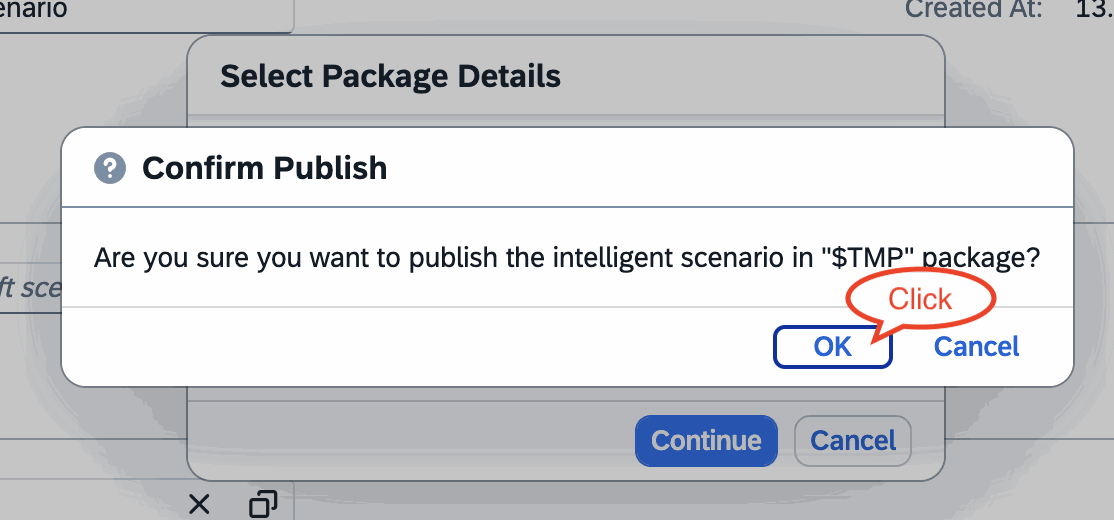 enario
Created At: 13.
Select Package Details
? Confirm Publish
Are you sure you want to publish the intelligent scenario in "$TMP" package?
ft sce
Click
OK Cancel
Continue Cancel